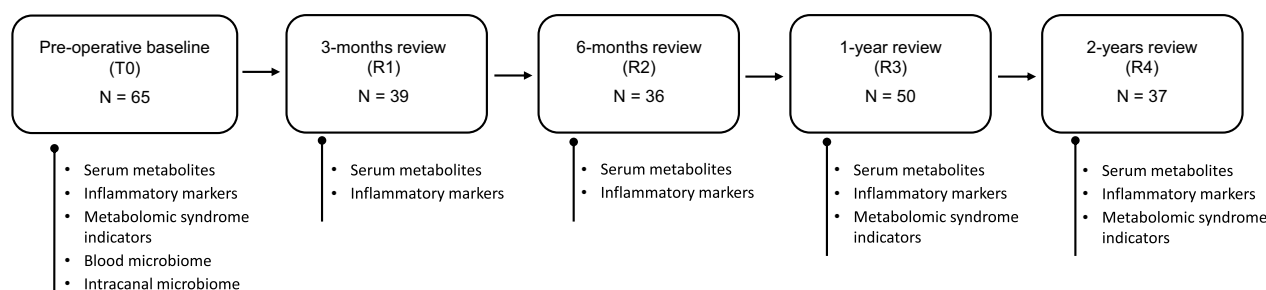 Pre-operative baseline
(T0)
N = 65
3-months review
(R1)
N = 39
6-months review
(R2)
N = 36
1-year review
(R3)
N = 50
2-years review
(R4)
N = 37
• Serum metabolites
• Inflammatory markers
• Metabolomic syndrome
indicators
• Blood microbiome
• Intracanal microbiome
• Serum metabolites
• Inflammatory markers
• Serum metabolites
• Inflammatory markers
• Serum metabolites
• Inflammatory markers
• Metabolomic syndrome
indicators
• Serum metabolites
• Inflammatory markers
• Metabolomic syndrome
indicators